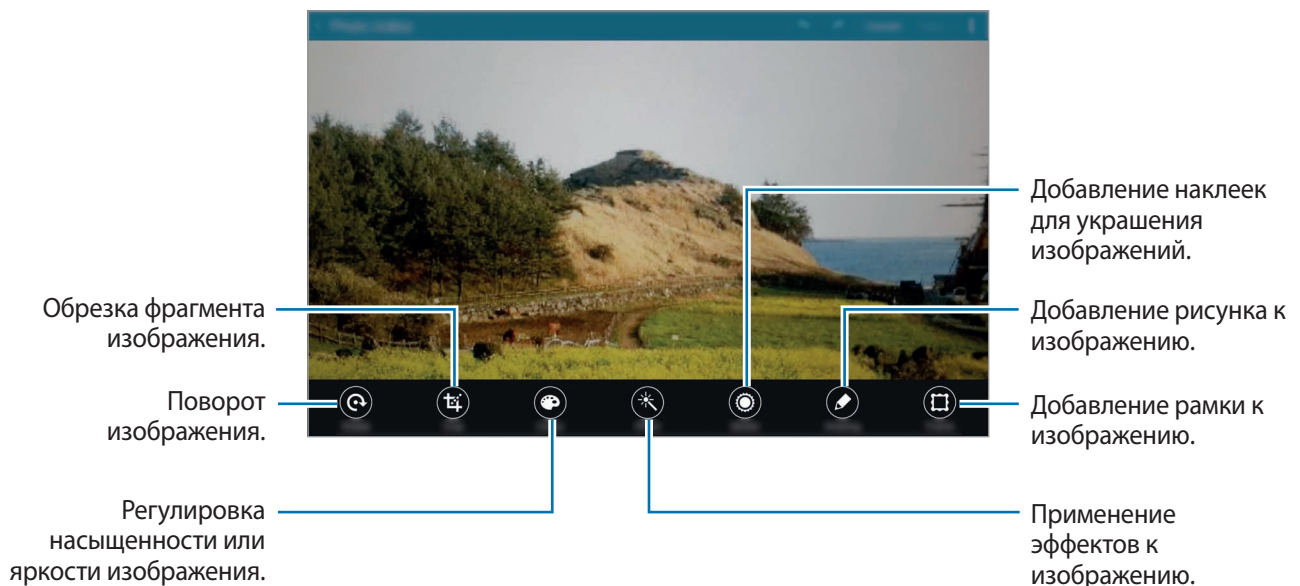 Обрезка фрагмента
изображения.
Поворот
изображения.
Регулировка
насыщенности или
яркости изображения.
Добавление наклеек
для украшения
изображений.
Добавление рисунка к
изображению.
Добавление рамки к
изображению.
Применение
эффектов к
изображению.